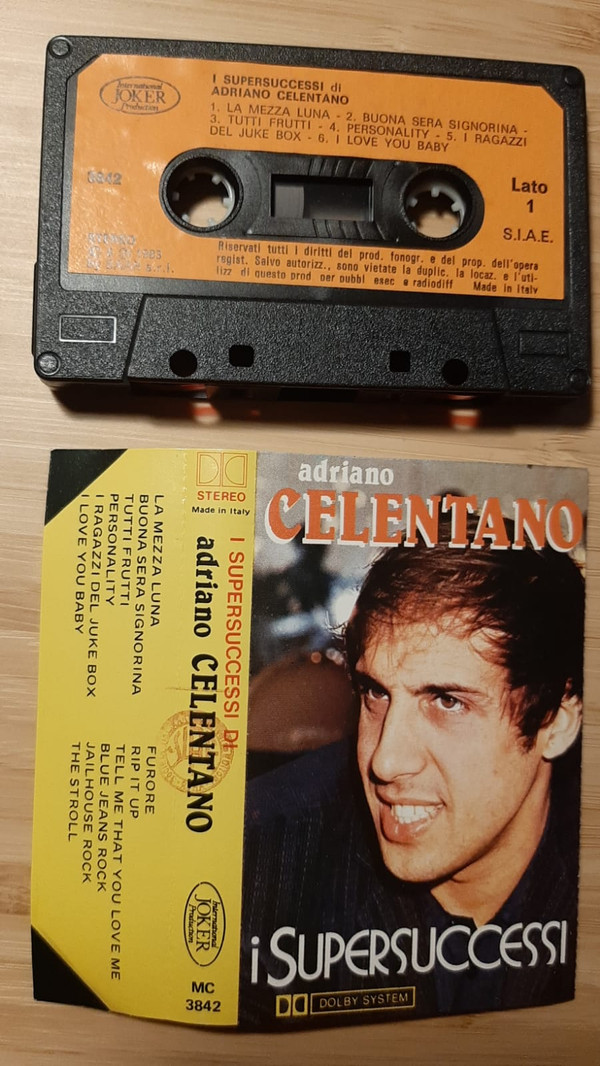 International
JOKER
Production
I SUPERSUCCESSI di
ADRIANO CELENTANO
1. LA MEZZA LUNA - 2. BUONA SERA SIGNORINA -
3. TUTTI FRUTTI - 4. PERSONALITY - 5. I RAGAZZI
DEL JUKE BOX - 6. I LOVE YOU BABY
3842
Lato
1
S.I.A.E.
Riservati tutti i diritti del prod. fonogr. e del prop. dell'opera
regist. Salvo autorizz., sono vietate la duplic. la locaz. e l'uti-
lizz di questo prod per pubbl esec e radiodiff Made in Italy
STEREO
Made in Italy
I SUPERSUCCESSI DI
adriano CELENTANO
International
JOKER
Production
MC
3842
LA MEZZA LUNA
BUONA SERA SIGNORINA
TUTTI FRUTTI
PERSONALITY
I RAGAZZI DEL JUKE BOX
I LOVE YOU BABY
FURORE
RIP IT UP
TELL ME THAT YOU LOVE ME
BLUE JEANS ROCK
JAILHOUSE ROCK
THE STROLL
adriano
CELENTANO
i SUPERSUCCESSI
DOLBY SYSTEM